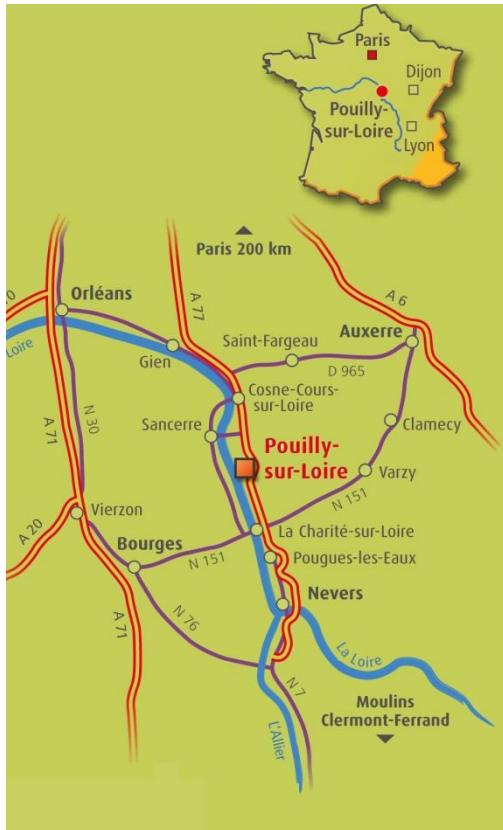 Paris
Dijon
Pouilly-
sur-Loire
Lyon
Paris 200 km
A 6
A 77
Orléans
Auxerre
Saint-Fargeau
D 965
Loire
Gien
Cosne-Cours-
sur-Loire
N 30
A 71
Sancerre
Clamecy
Pouilly-
sur-Loire
Varzy
N 151
Vierzon
A 20
La Charité-sur-Loire
Bourges
N 151
Pougues-les-Eaux
Nevers
A 71
N 76
La Loire
N 7
Moulins
Clermont-Ferrand
L'Allier